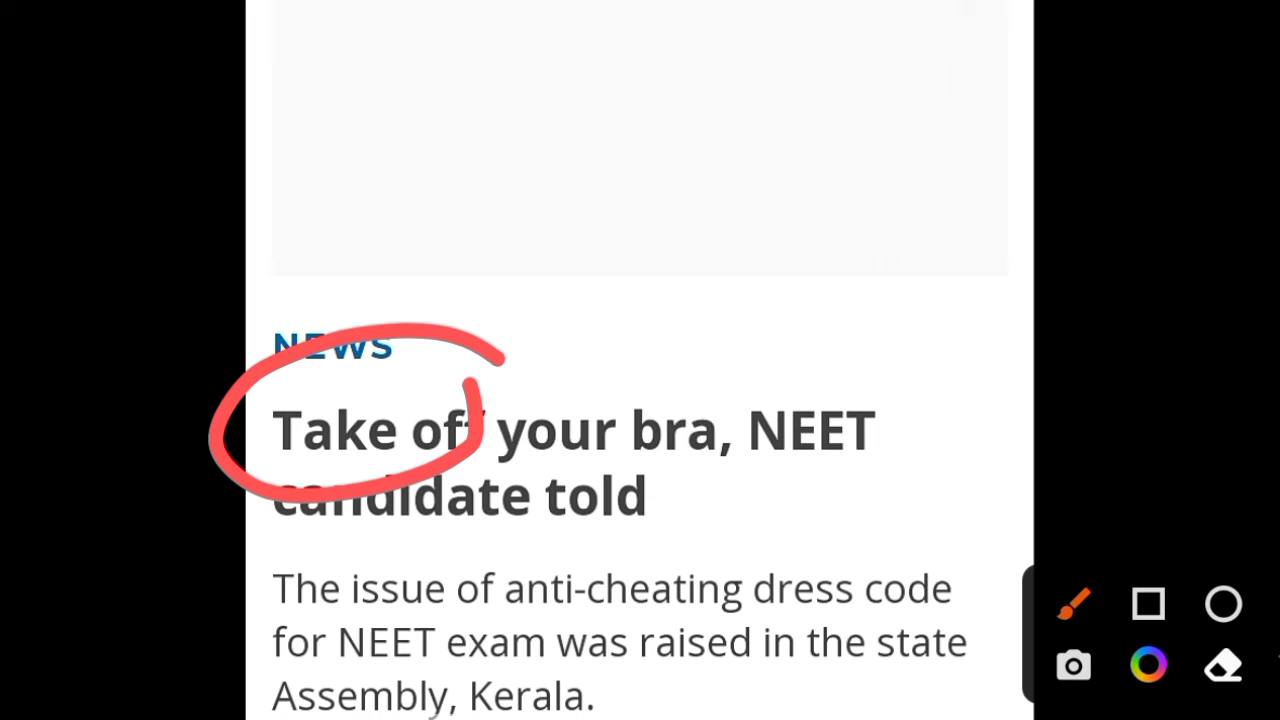 NEWS
Take off your bra, NEET
candidate told
The issue of anti-cheating dress code
for NEET exam was raised in the state
Assembly, Kerala.